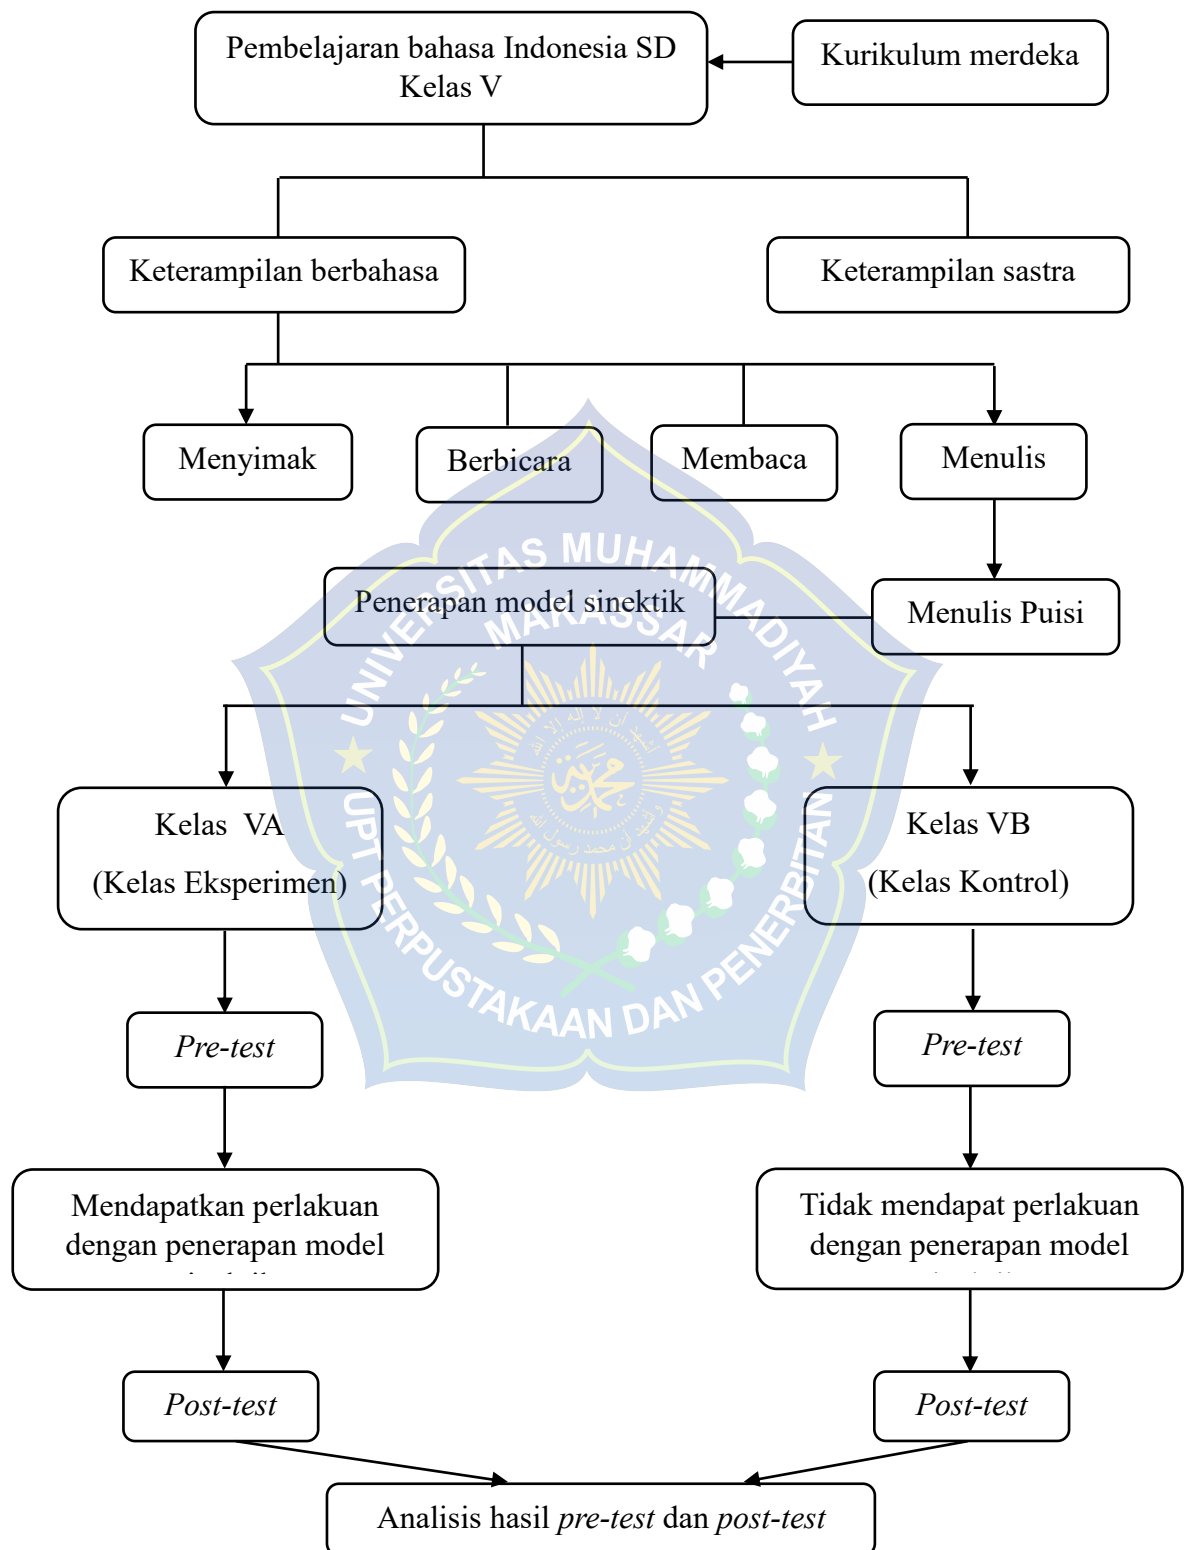 Pembelajaran bahasa Indonesia SD
Kelas V
Kurikulum merdeka
Keterampilan berbahasa
Keterampilan sastra
Menyimak
Berbicara
Membaca
Menulis
Penerapan model sinektik
Menulis Puisi
UNIVERSITAS MUHAMMADIYAH
MAKASSAR
UPT PERPUSTAKAAN DAN PENERBITAN
Kelas VA
(Kelas Eksperimen)
Kelas VB
(Kelas Kontrol)
Pre-test
Pre-test
Mendapatkan perlakuan
dengan penerapan model
Tidak mendapat perlakuan
dengan penerapan model
Post-test
Post-test
Analisis hasil pre-test dan post-test